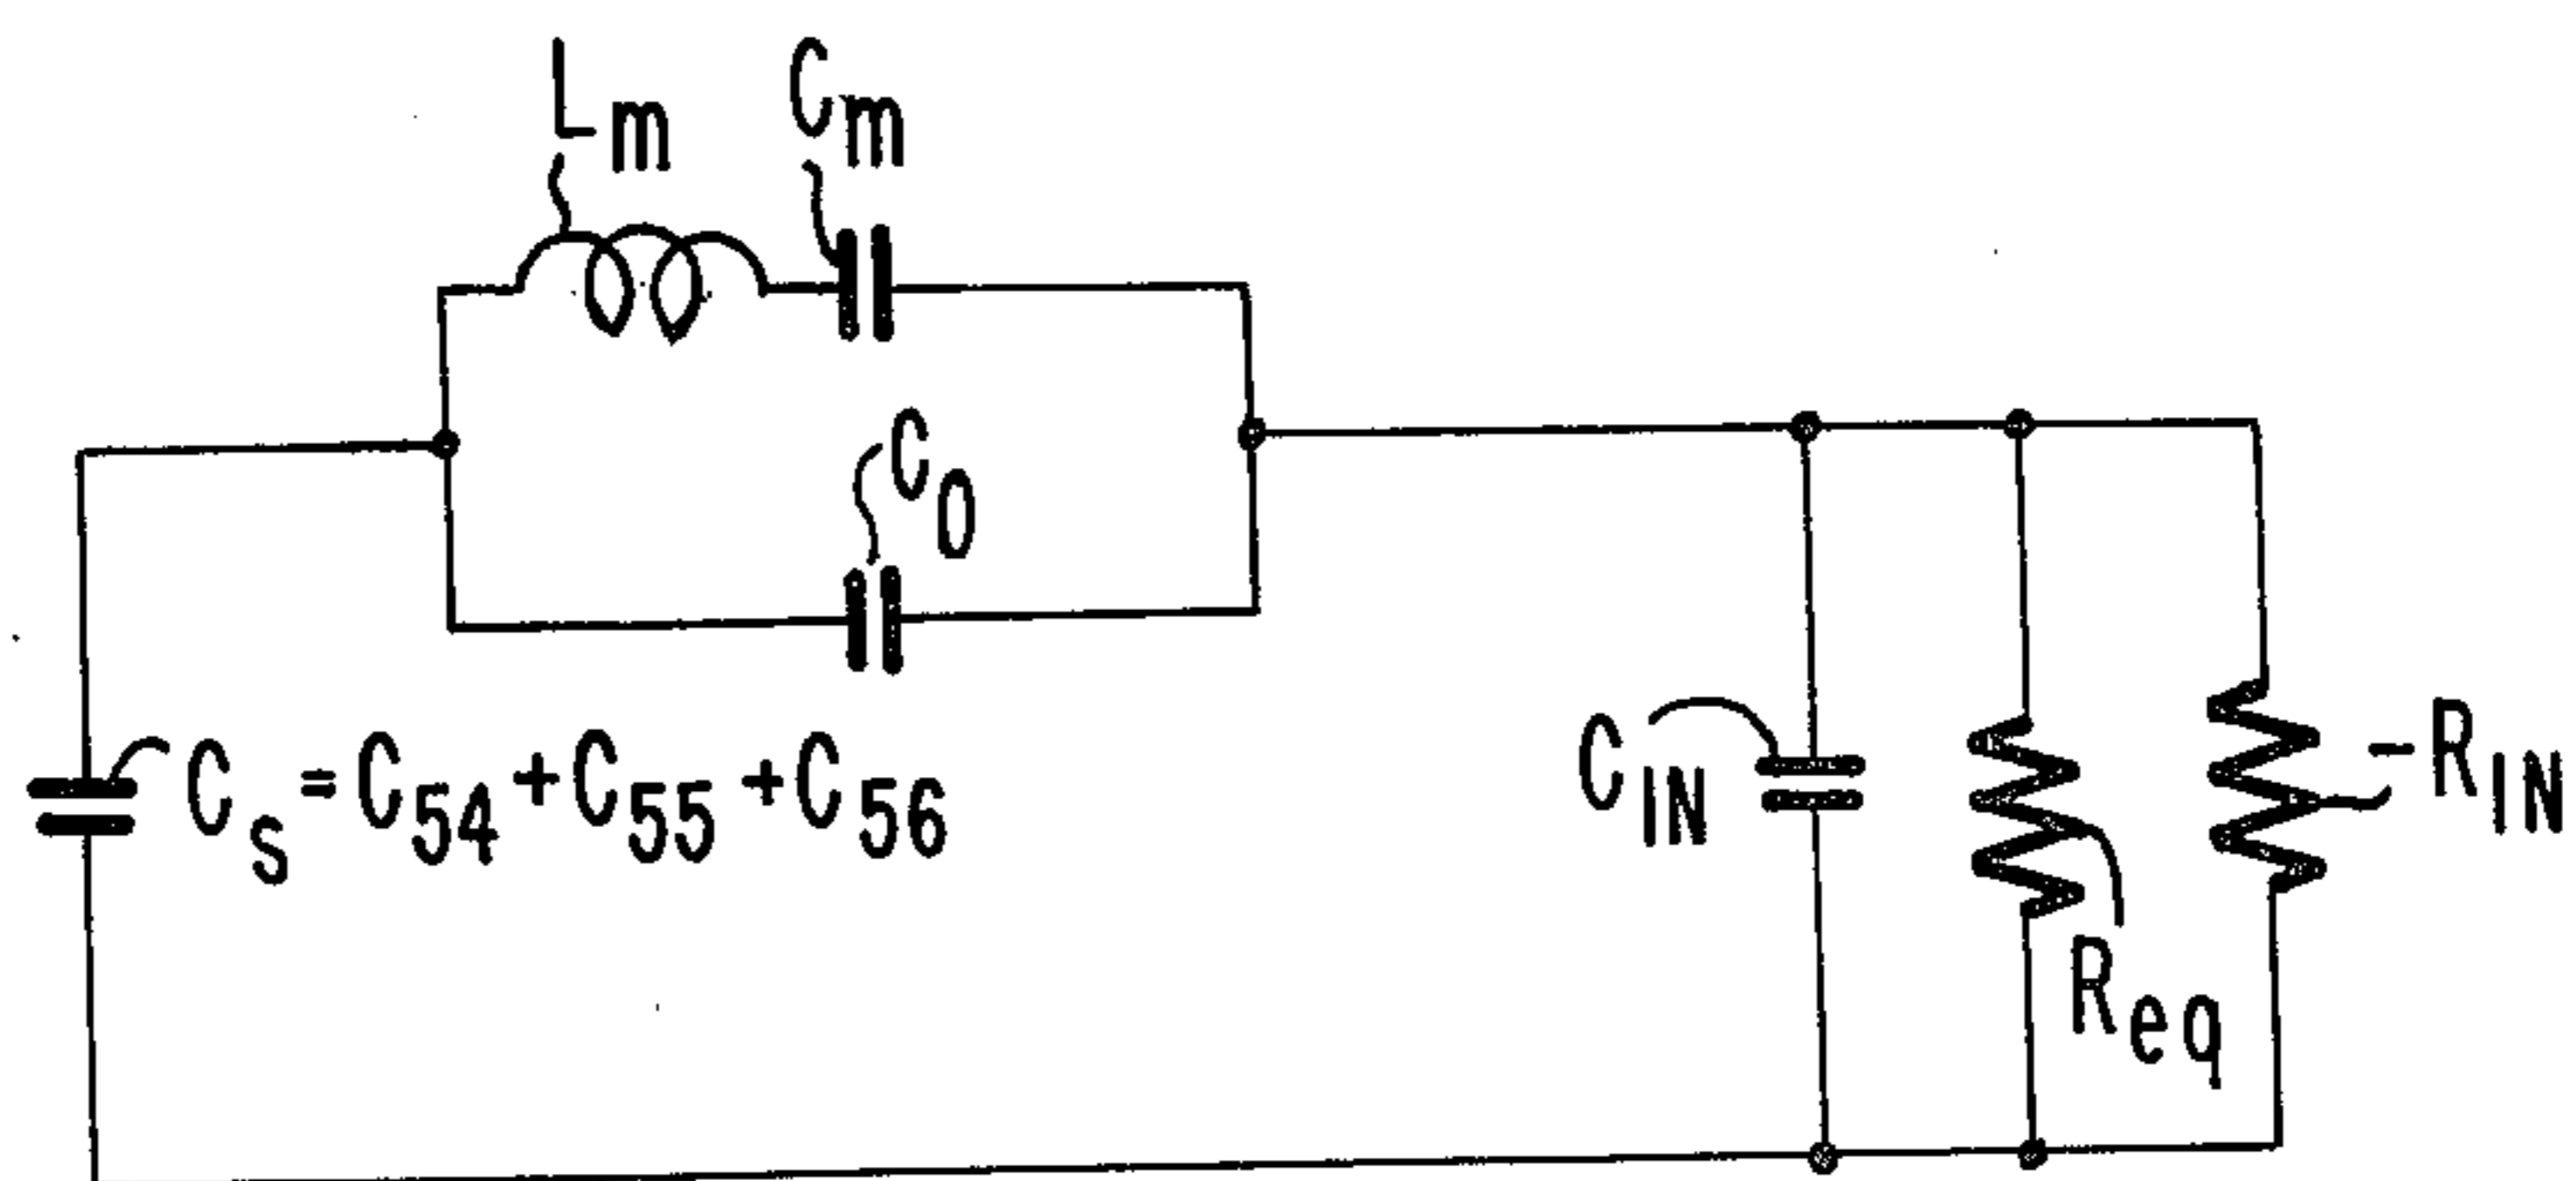 Lm
Cm
C0
Cs = C54 + C55 + C56
CIN
Req
-RIN